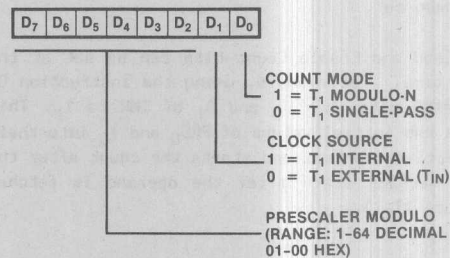 D7 D6 D5 D4 D3 D2 D1 D0
COUNT MODE
1 = T1 MODULO-N
0 = T1 SINGLE-PASS
CLOCK SOURCE
1 = T1 INTERNAL
0 = T1 EXTERNAL (TIN)
PRESCALER MODULO
(RANGE: 1-64 DECIMAL
01-00 HEX)